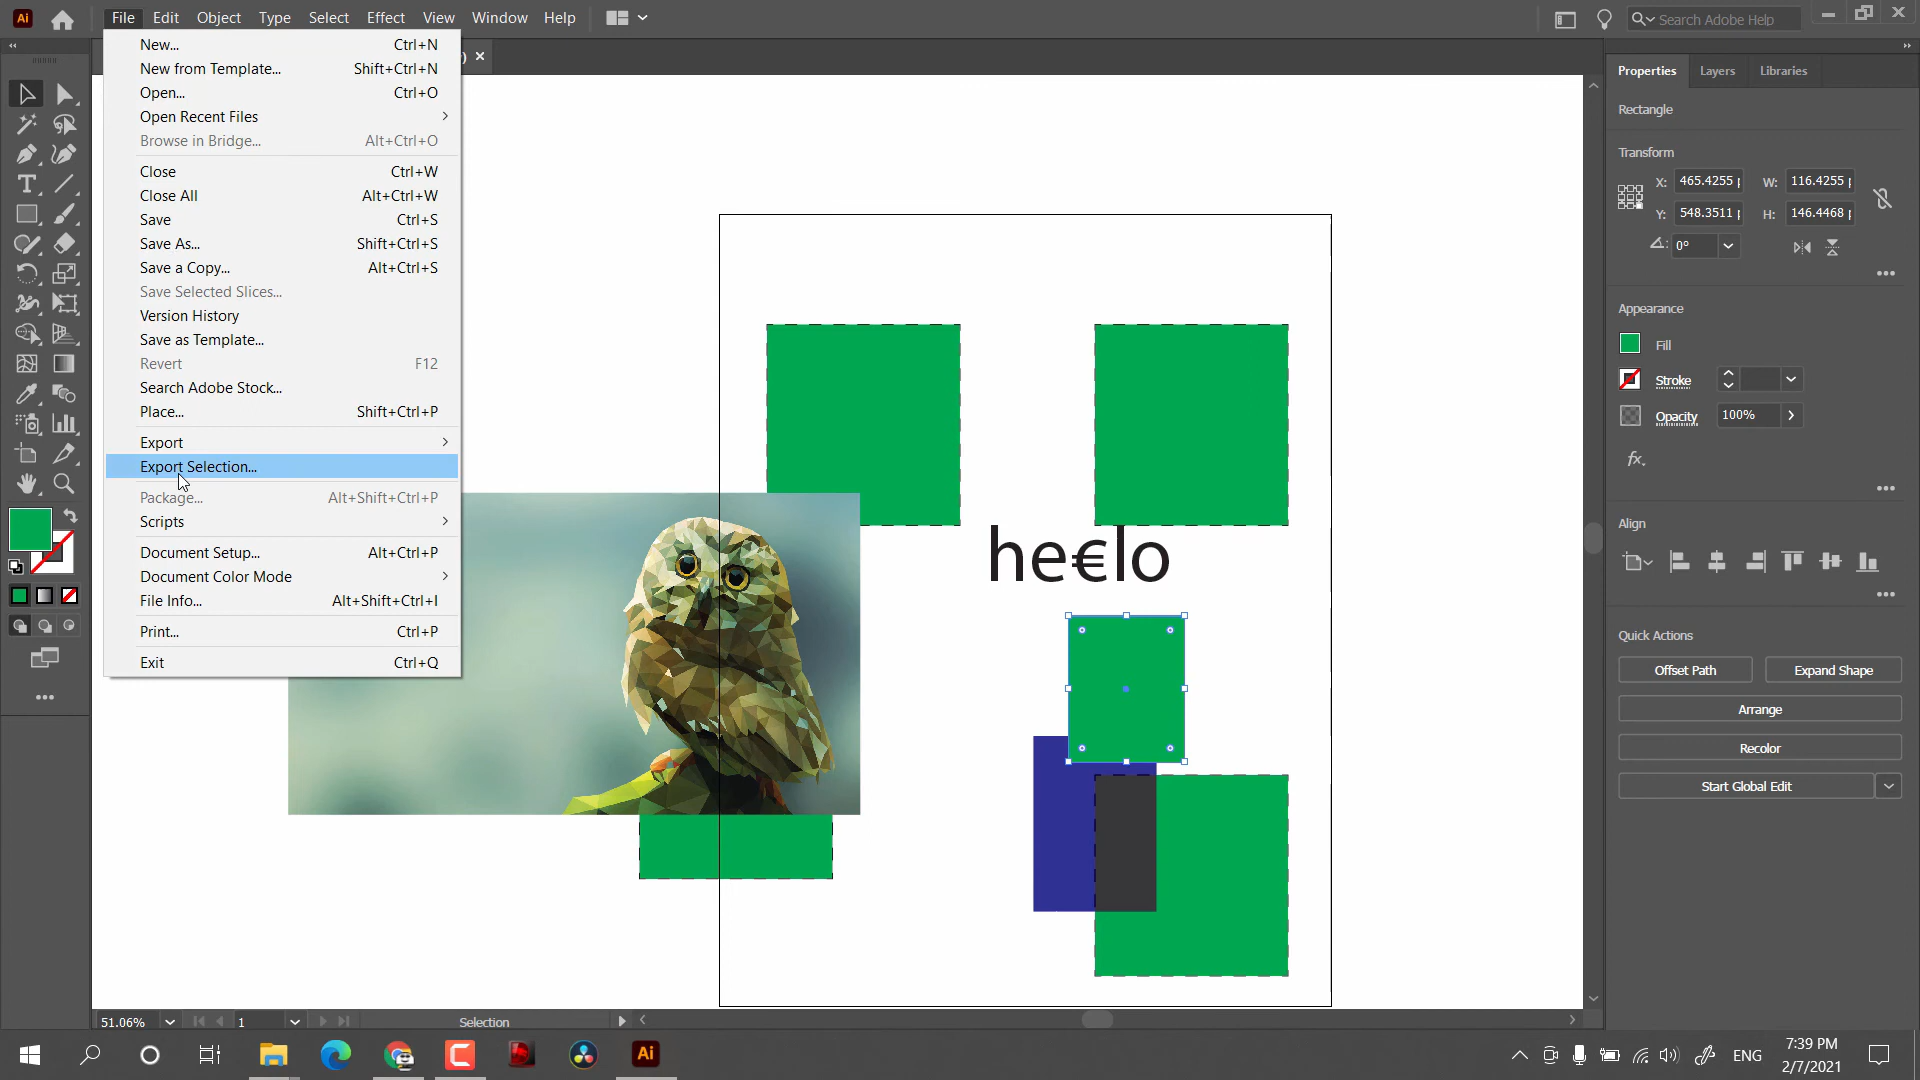 Ai File Edit Object Type Select Effect View Window Help Search Adobe Help
) ×
New... Ctrl+N
New from Template... Shift+Ctrl+N
Open... Ctrl+O
Open Recent Files
Browse in Bridge... Alt+Ctrl+O
Close Ctrl+W
Close All Alt+Ctrl+W
Save Ctrl+S
Save As... Shift+Ctrl+S
Save a Copy... Alt+Ctrl+S
Save Selected Slices...
Version History
Save as Template...
Revert F12
Search Adobe Stock...
Place... Shift+Ctrl+P
Export
Export Selection...
Package... Alt+Shift+Ctrl+P
Scripts
Document Setup... Alt+Ctrl+P
Document Color Mode
File Info... Alt+Shift+Ctrl+I
Print... Ctrl+P
Exit Ctrl+Q
he€lo
Properties Layers Libraries
Rectangle
Transform
X: 465.4255 p W: 116.4255 p
Y: 548.3511 p H: 146.4468 p
0°
Appearance
Fill
Stroke
Opacity 100%
fx.
Align
Quick Actions
Offset Path Expand Shape
Arrange
Recolor
Start Global Edit
51.06% 1 Selection
Ai ENG 7:39 PM
2/7/2021